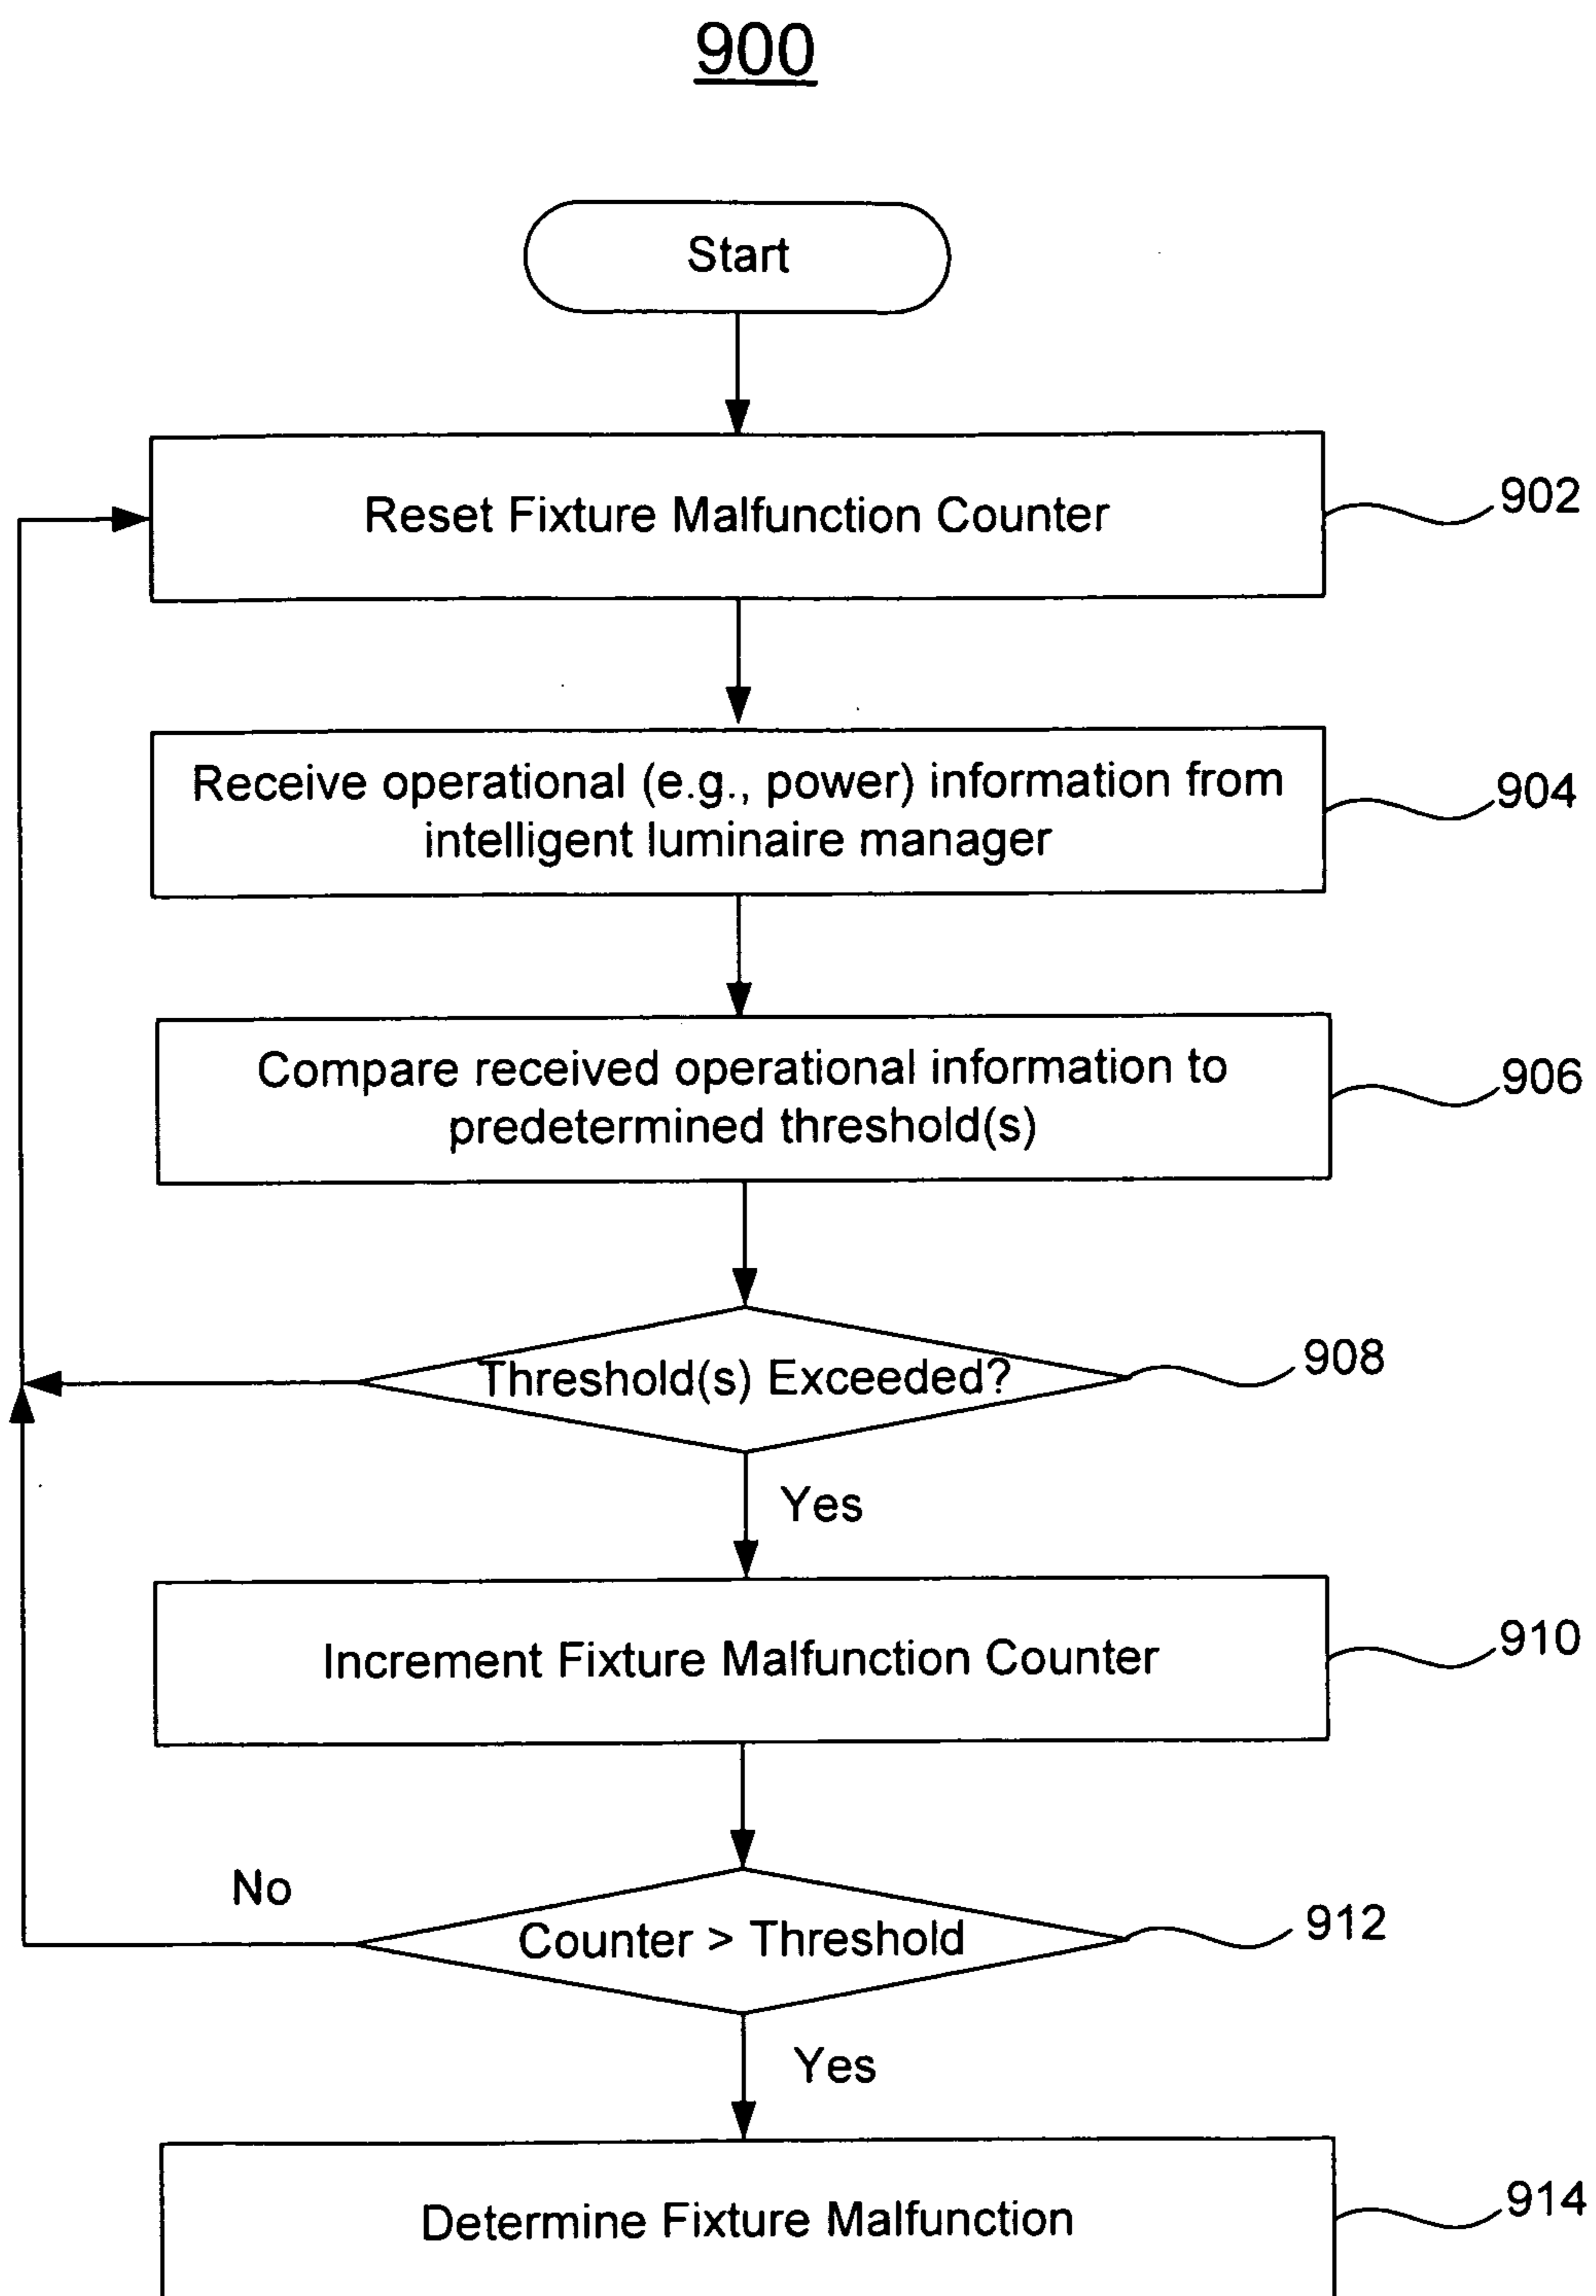 900
Start
Reset Fixture Malfunction Counter
902
Receive operational (e.g., power) information from
intelligent luminaire manager
904
Compare received operational information to
predetermined threshold(s)
906
Threshold(s) Exceeded?
908
Yes
Increment Fixture Malfunction Counter
910
No
Counter > Threshold
912
Yes
Determine Fixture Malfunction
914